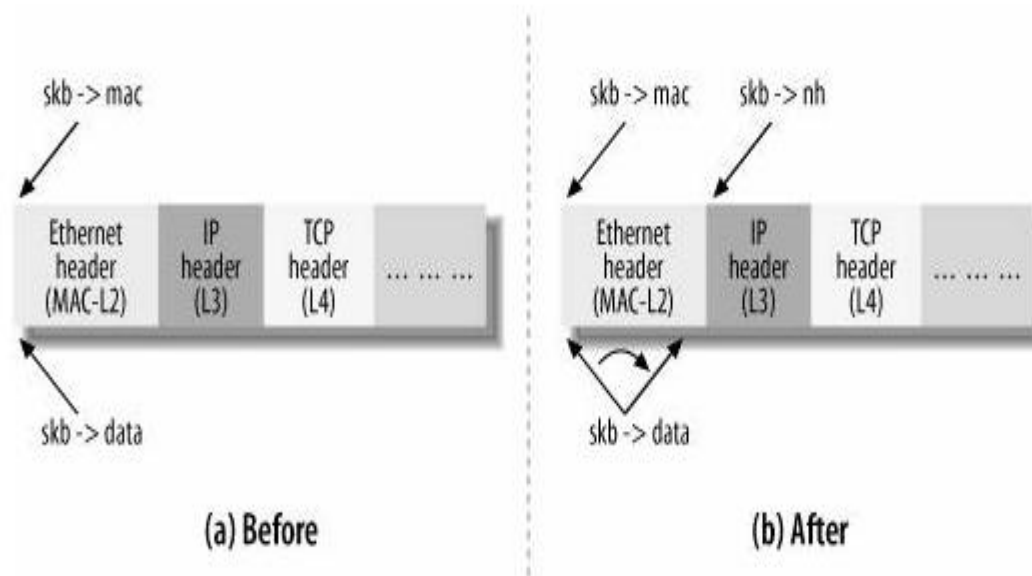 skb -> mac
Ethernet
header
(MAC-L2)
IP
header
(L3)
TCP
header
(L4)
... ... ...
skb -> data
(a) Before
skb -> mac
skb -> nh
Ethernet
header
(MAC-L2)
IP
header
(L3)
TCP
header
(L4)
... ... ...
skb -> data
(b) After